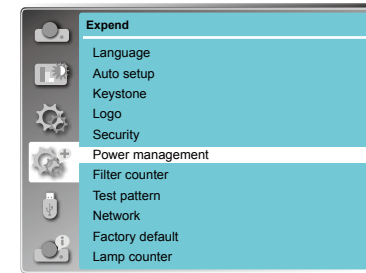 Expend
Language
Auto setup
Keystone
Logo
Security
Power management
Filter counter
Test pattern
Network
Factory default
Lamp counter